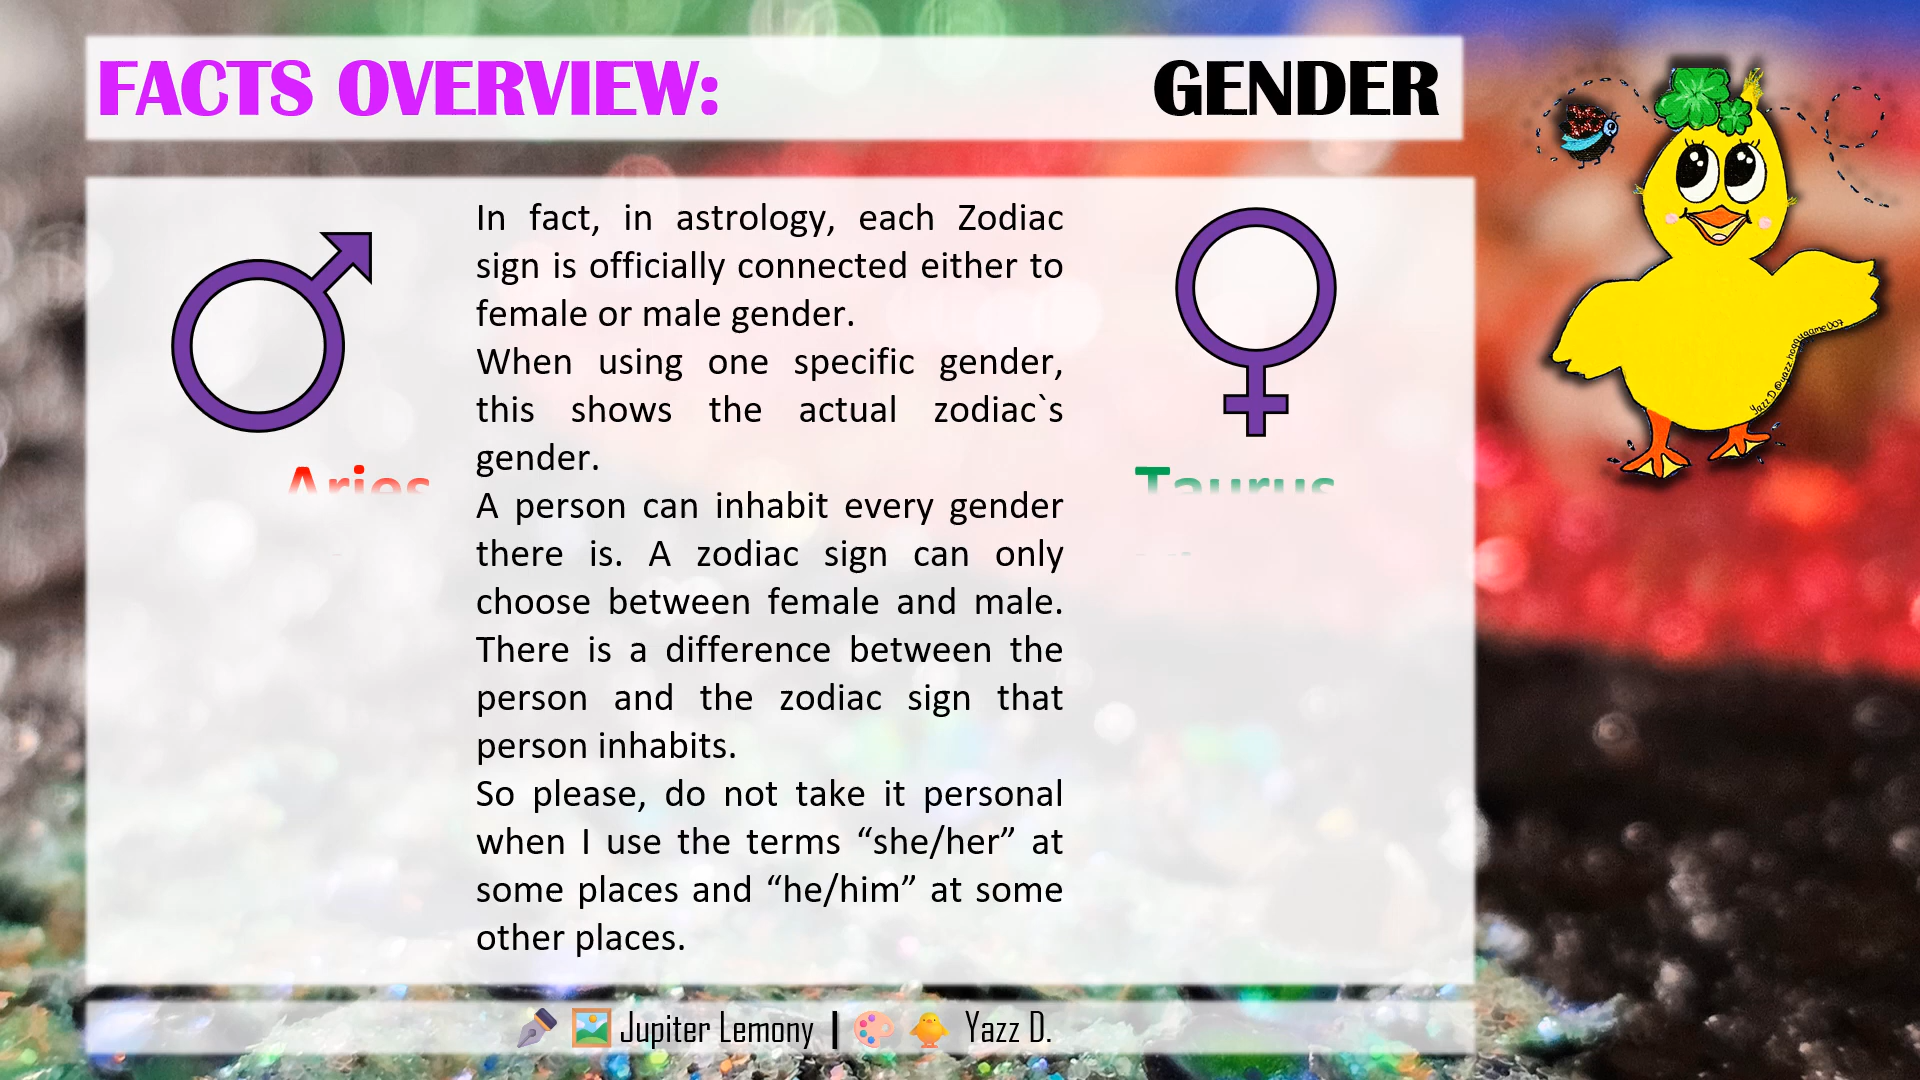 FACTS OVERVIEW: GENDER
In fact, in astrology, each Zodiac
sign is officially connected either to
female or male gender.
When using one specific gender,
this shows the actual zodiac`s
gender.
A person can inhabit every gender
there is. A zodiac sign can only
choose between female and male.
There is a difference between the
person and the zodiac sign that
person inhabits.
So please, do not take it personal
when I use the terms “she/her” at
some places and “he/him” at some
other places.
Aries
Taurus
Yazz D @yazz.happygame007
Jupiter Lemony | Yazz D.